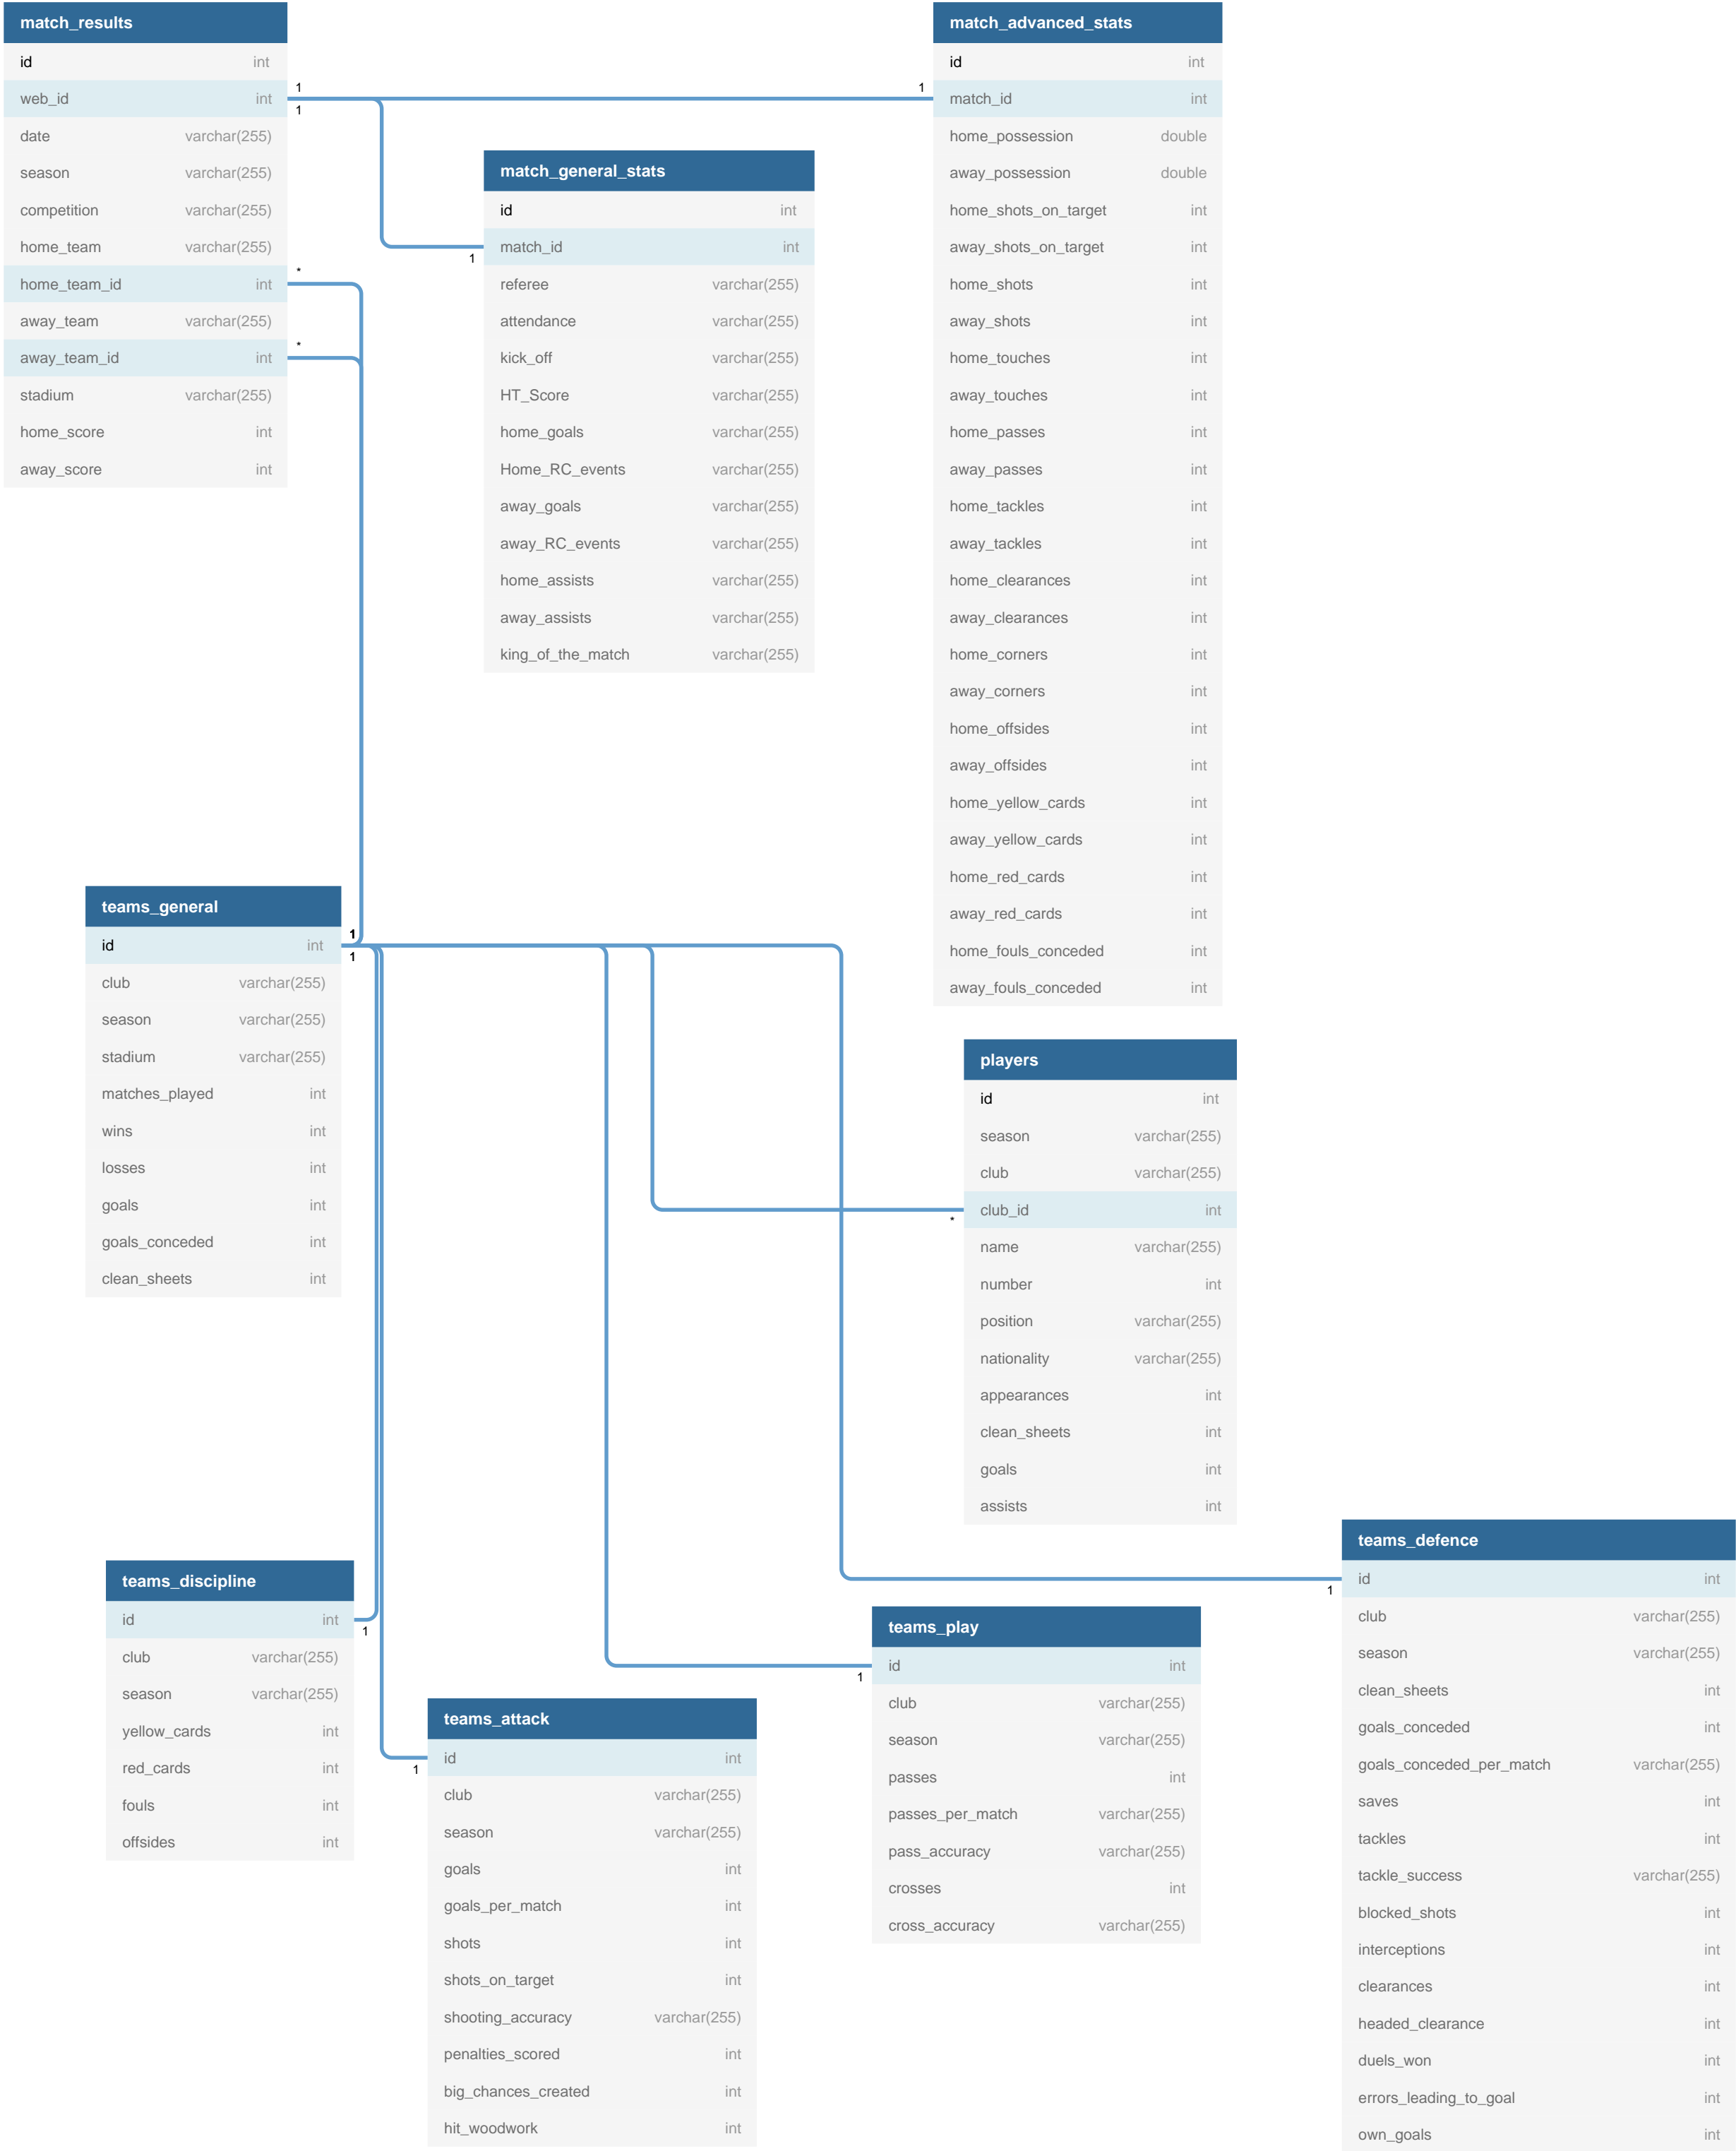 match_results
id int
web_id int
date varchar(255)
season varchar(255)
competition varchar(255)
home_team varchar(255)
home_team_id int
away_team varchar(255)
away_team_id int
stadium varchar(255)
home_score int
away_score int
1
1
*
*
1
1
match_general_stats
id int
match_id int
referee varchar(255)
attendance varchar(255)
kick_off varchar(255)
HT_Score varchar(255)
home_goals varchar(255)
Home_RC_events varchar(255)
away_goals varchar(255)
away_RC_events varchar(255)
home_assists varchar(255)
away_assists varchar(255)
king_of_the_match varchar(255)
match_advanced_stats
id int
match_id int
home_possession double
away_possession double
home_shots_on_target int
away_shots_on_target int
home_shots int
away_shots int
home_touches int
away_touches int
home_passes int
away_passes int
home_tackles int
away_tackles int
home_clearances int
away_clearances int
home_corners int
away_corners int
home_offsides int
away_offsides int
home_yellow_cards int
away_yellow_cards int
home_red_cards int
away_red_cards int
home_fouls_conceded int
away_fouls_conceded int
teams_general
id int
club varchar(255)
season varchar(255)
stadium varchar(255)
matches_played int
wins int
losses int
goals int
goals_conceded int
clean_sheets int
1
1
*
players
id int
season varchar(255)
club varchar(255)
club_id int
name varchar(255)
number int
position varchar(255)
nationality varchar(255)
appearances int
clean_sheets int
goals int
assists int
teams_discipline
id int
club varchar(255)
season varchar(255)
yellow_cards int
red_cards int
fouls int
offsides int
1
1
teams_attack
id int
club varchar(255)
season varchar(255)
goals int
goals_per_match int
shots int
shots_on_target int
shooting_accuracy varchar(255)
penalties_scored int
big_chances_created int
hit_woodwork int
1
teams_play
id int
club varchar(255)
season varchar(255)
passes int
passes_per_match varchar(255)
pass_accuracy varchar(255)
crosses int
cross_accuracy varchar(255)
1
teams_defence
id int
club varchar(255)
season varchar(255)
clean_sheets int
goals_conceded int
goals_conceded_per_match varchar(255)
saves int
tackles int
tackle_success varchar(255)
blocked_shots int
interceptions int
clearances int
headed_clearance int
duels_won int
errors_leading_to_goal int
own_goals int